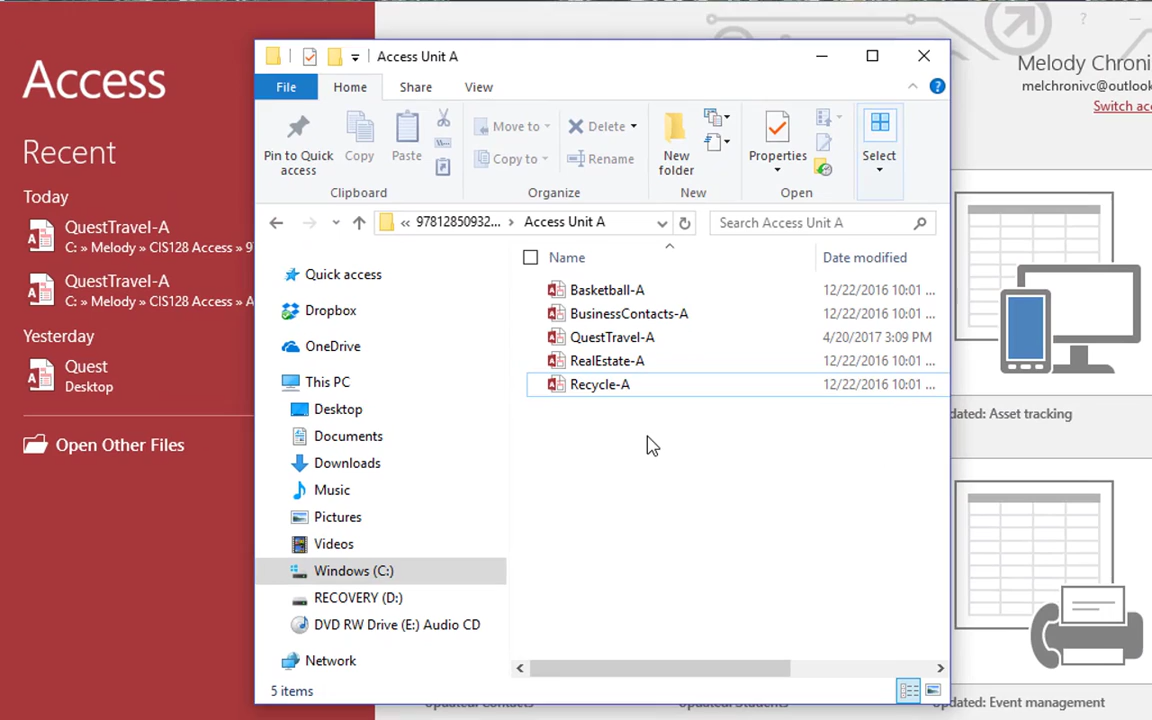 Access
Recent
Today
QuestTravel-A
C: » Melody » CIS128 Access » 9
QuestTravel-A
C: » Melody » CIS128 Access » A
Yesterday
Quest
Desktop
Open Other Files
Access Unit A
File
Home
Share
View
Pin to Quick access
Copy
Paste
Clipboard
Move to
Copy to
Delete
Rename
Organize
New folder
New
Properties
Open
Select
« 97812850932... › Access Unit A
Search Access Unit A
Quick access
Dropbox
OneDrive
This PC
Desktop
Documents
Downloads
Music
Pictures
Videos
Windows (C:)
RECOVERY (D:)
DVD RW Drive (E:) Audio CD
Network
Name Date modified
Basketball-A 12/22/2016 10:01 ...
BusinessContacts-A 12/22/2016 10:01 ...
QuestTravel-A 4/20/2017 3:09 PM
RealEstate-A 12/22/2016 10:01 ...
Recycle-A 12/22/2016 10:01 ...
5 items
?
Melody Chroni
melchronivc@outlook
Switch acc
dated: Asset tracking
dated: Event management